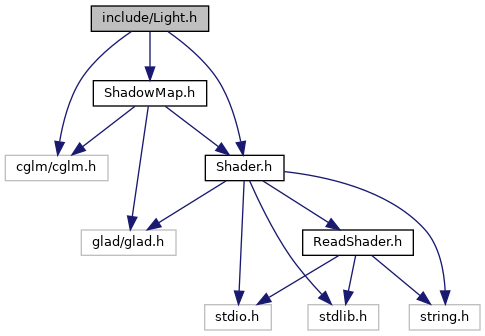 include/Light.h
ShadowMap.h
cglm/cglm.h
Shader.h
glad/glad.h
ReadShader.h
stdio.h
stdlib.h
string.h